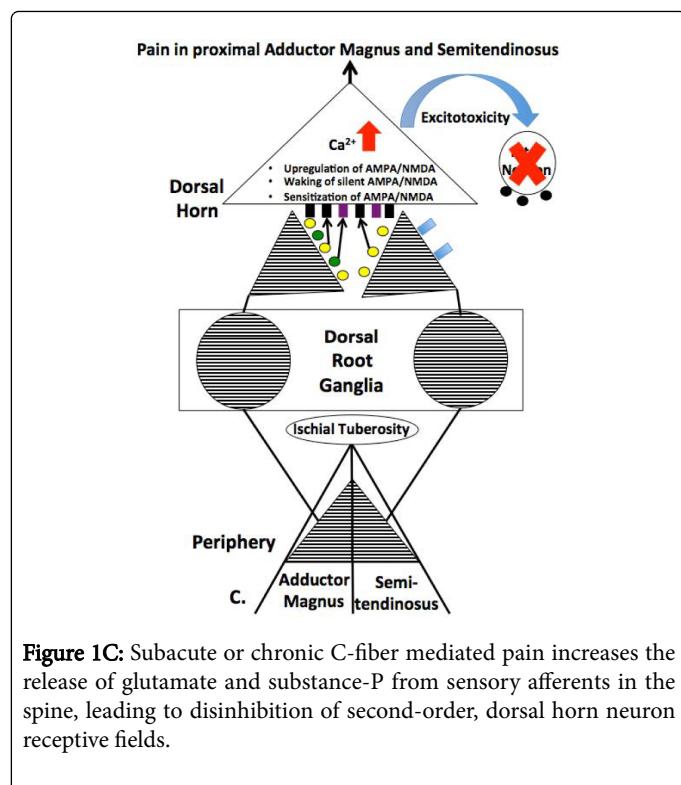 Pain in proximal Adductor Magnus and Semitendinosus
Excitotoxicity
Ca²⁺
• Upregulation of AMPA/NMDA
• Waking of silent AMPA/NMDA
• Sensitization of AMPA/NMDA
Dorsal
Horn
Dorsal
Root
Ganglia
Ischial Tuberosity
Periphery
Adductor
Magnus
Semi-
tendinosus
C.
Figure 1C: Subacute or chronic C-fiber mediated pain increases the
release of glutamate and substance-P from sensory afferents in the
spine, leading to disinhibition of second-order, dorsal horn neuron
receptive fields.